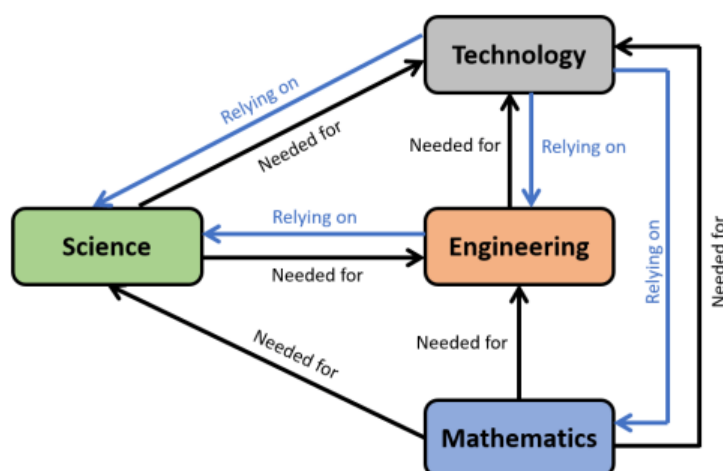 Technology
Relying on
Needed for
Needed for
Relying on
Relying on
Science
Engineering
Needed for
Relying on
Needed for
Needed for
Needed for
Mathematics